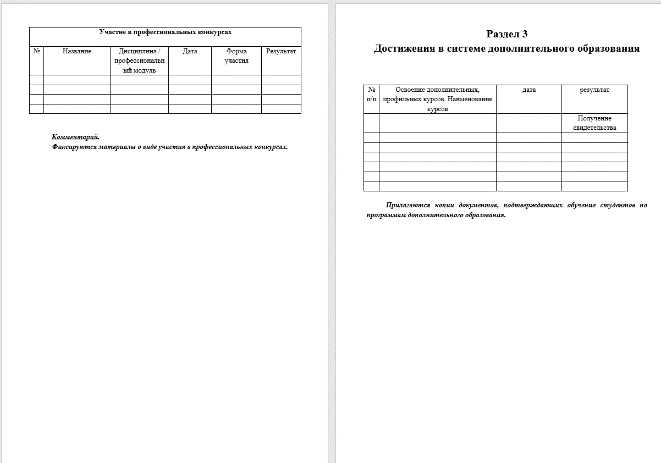 Участие в профессиональных конкурсах
№ Название Дисциплина / Дата Форма Результат
профессиональн участия
ый модуль
Комментарий.
Фиксируются материалы о виде участия в профессиональных конкурсах.
Раздел 3
Достижения в системе дополнительного образования
№ Освоение дополнительных, дата результат
п/п профильных курсов. Наименование
курсов
Получение
свидетельства
Прилагаются копии документов, подтверждающих обучение студентов по
программам дополнительного образования.